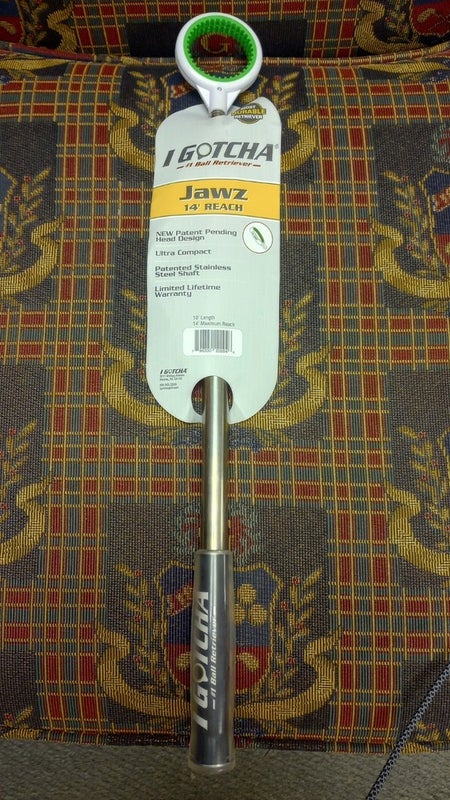 DURABLE
RETRIEVER
I GOTCHA®
#1 Ball Retriever
Jawz
14' REACH
NEW Patent Pending
Head Design
Ultra Compact
Patented Stainless
Steel Shaft
Limited Lifetime
Warranty
10" Length
14' Maximum Reach
I GOTCHA
I GOTCHA
#1 Ball Retriever